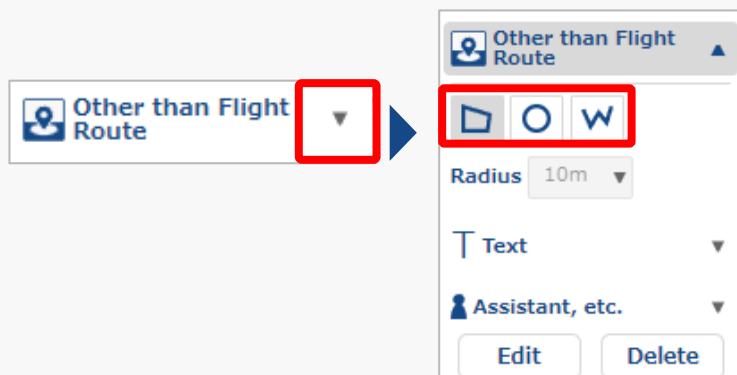 Other than Flight
Route
Other than Flight
Route
Radius 10m
Text
Assistant, etc.
Edit Delete